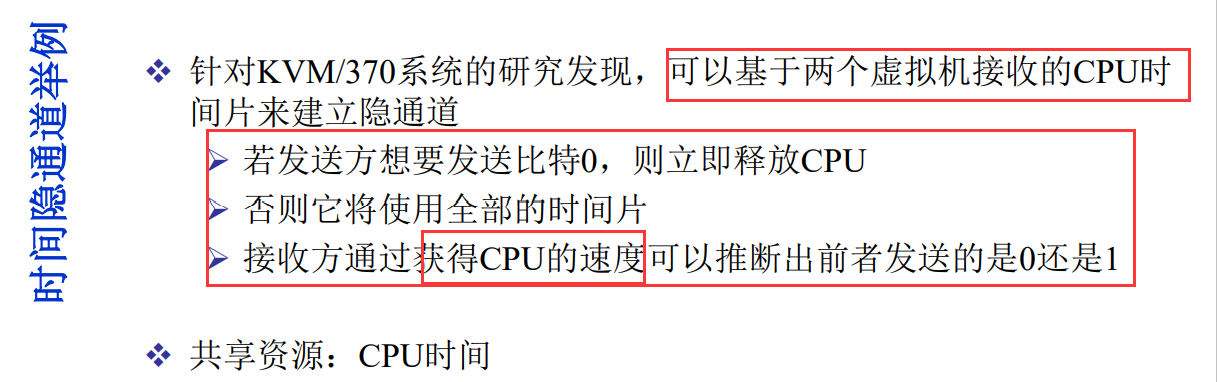 时间隐通道举例
❖ 针对KVM/370系统的研究发现，可以基于两个虚拟机接收的CPU时
间片来建立隐通道
➢ 若发送方想要发送比特0，则立即释放CPU
➢ 否则它将使用全部的时间片
➢ 接收方通过获得CPU的速度可以推断出前者发送的是0还是1
❖ 共享资源：CPU时间